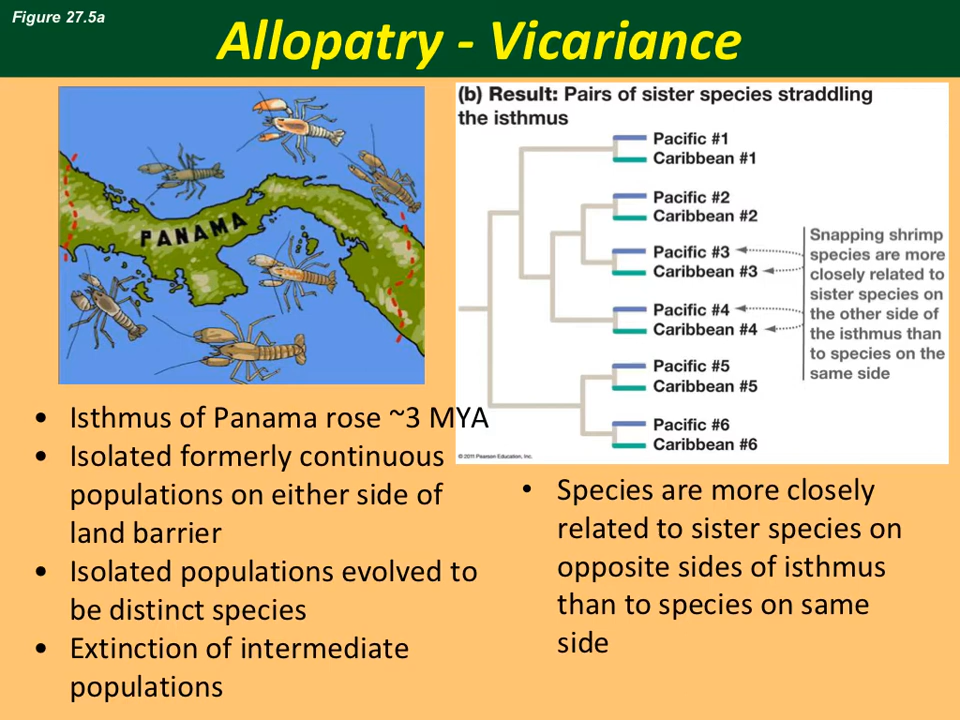 Figure 27.5a
Allopatry - Vicariance
PANAMA
(b) Result: Pairs of sister species straddling
the isthmus
Pacific #1
Caribbean #1
Pacific #2
Caribbean #2
Pacific #3
Caribbean #3
Pacific #4
Caribbean #4
Pacific #5
Caribbean #5
Pacific #6
Caribbean #6
Snapping shrimp
species are more
closely related to
sister species on
the other side of
the isthmus than
to species on the
same side
© 2011 Pearson Education, Inc.
• Isthmus of Panama rose ~3 MYA
• Isolated formerly continuous
populations on either side of
land barrier
• Isolated populations evolved to
be distinct species
• Extinction of intermediate
populations
• Species are more closely
related to sister species on
opposite sides of isthmus
than to species on same
side